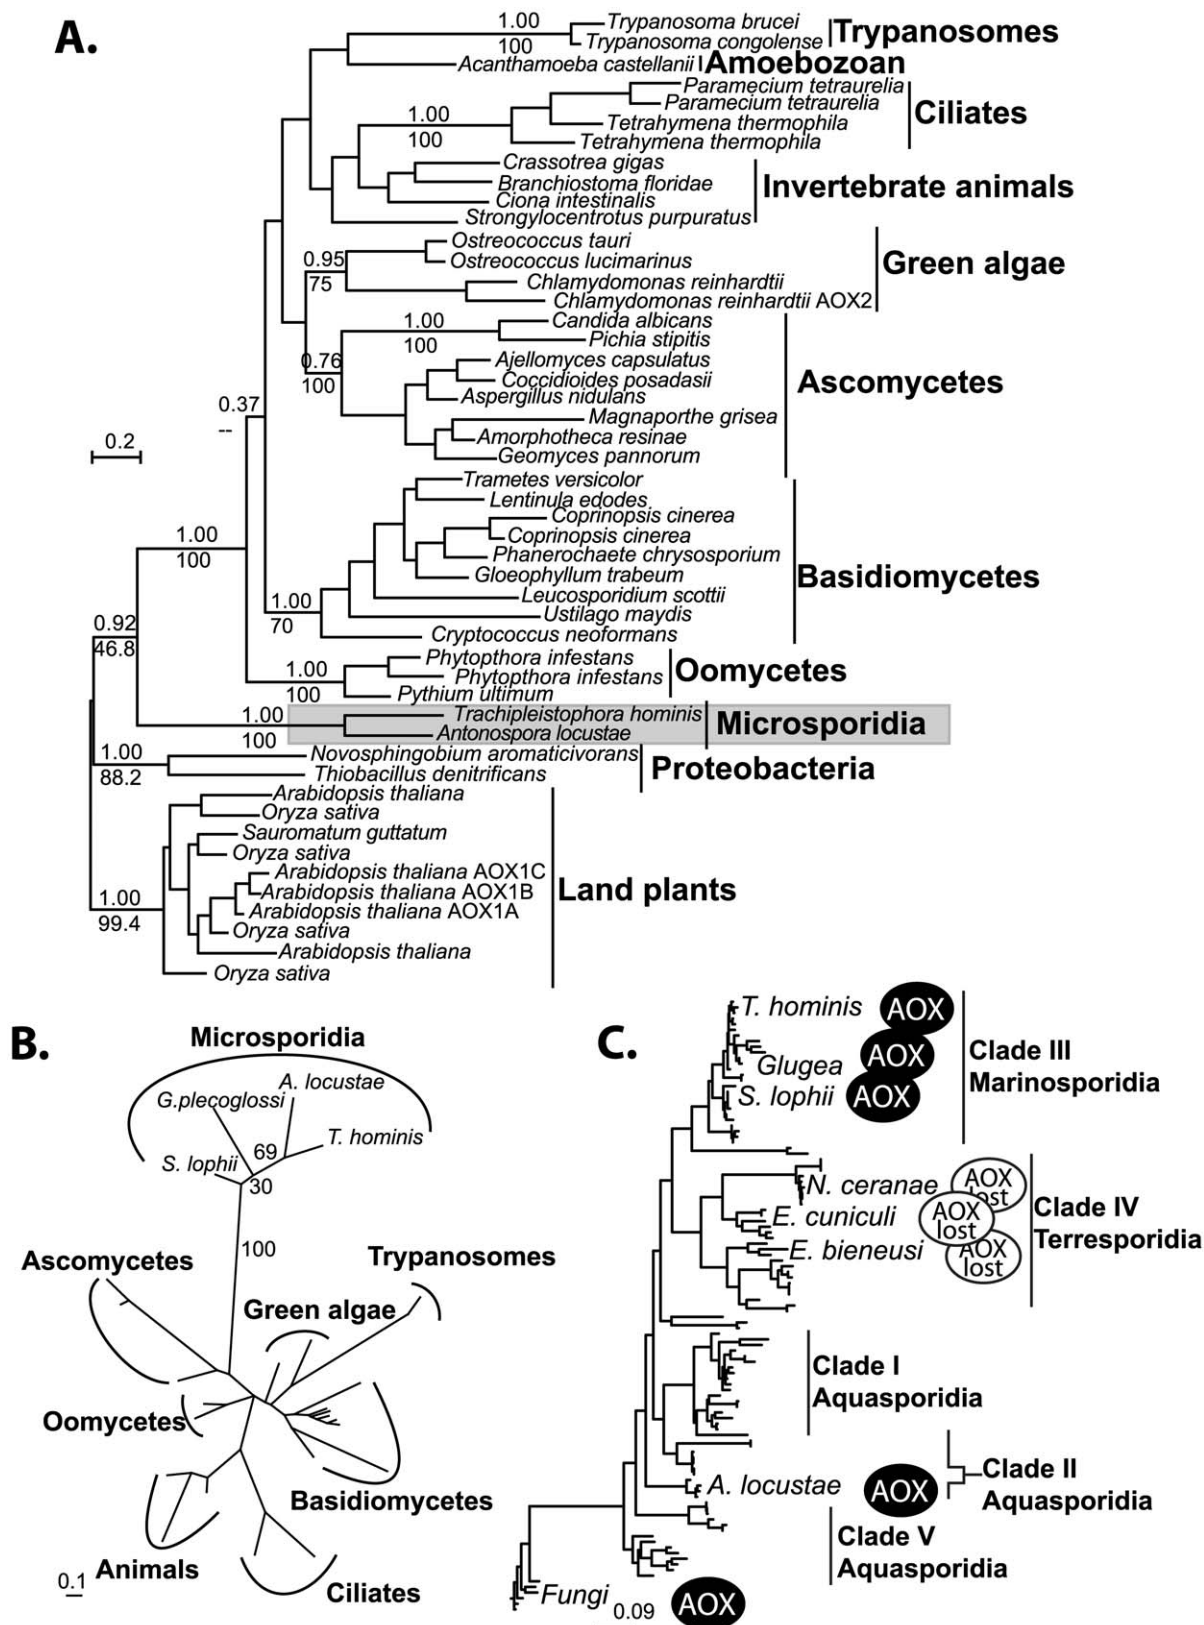 A.
1.00
100
Trypanosoma brucei
Trypanosoma congolense
Trypanosomes
Acanthamoeba castellanii
Amoebozoan
1.00
100
Paramecium tetraurelia
Paramecium tetraurelia
Tetrahymena thermophila
Tetrahymena thermophila
Ciliates
Crassotrea gigas
Branchiostoma floridae
Ciona intestinalis
Strongylocentrotus purpuratus
Invertebrate animals
0.95
75
Ostreococcus tauri
Ostreococcus lucimarinus
Chlamydomonas reinhardtii
Chlamydomonas reinhardtii AOX2
Green algae
0.76
100
1.00
100
Candida albicans
Pichia stipitis
Ajellomyces capsulatus
Coccidioides posadasii
Aspergillus nidulans
Magnaporthe grisea
Amorphotheca resinae
Geomyces pannorum
Ascomycetes
0.37
--
0.2
Trametes versicolor
Lentinula edodes
Coprinopsis cinerea
Coprinopsis cinerea
Phanerochaete chrysosporium
Gloeophyllum trabeum
Leucosporidium scottii
Ustilago maydis
Cryptococcus neoformans
Basidiomycetes
1.00
100
1.00
70
0.92
46.8
1.00
100
Phytopthora infestans
Phytopthora infestans
Pythium ultimum
Oomycetes
1.00
100
Trachipleistophora hominis
Antonospora locustae
Microsporidia
1.00
88.2
Novosphingobium aromaticivorans
Thiobacillus denitrificans
Proteobacteria
1.00
99.4
Arabidopsis thaliana
Oryza sativa
Sauromatum guttatum
Oryza sativa
Arabidopsis thaliana AOX1C
Arabidopsis thaliana AOX1B
Arabidopsis thaliana AOX1A
Oryza sativa
Arabidopsis thaliana
Oryza sativa
Land plants
B.
Microsporidia
A. locustae
G.plecoglossi
T. hominis
S. lophii
69
30
100
Ascomycetes
Trypanosomes
Green algae
Oomycetes
Basidiomycetes
Animals
Ciliates
0.1
C.
T. hominis
AOX
Glugea
AOX
S. lophii
AOX
Clade III
Marinosporidia
N. ceranae
AOX
lost
E. cuniculi
AOX
lost
E. bieneusi
AOX
lost
Clade IV
Terresporidia
Clade I
Aquasporidia
A. locustae
AOX
Clade II
Aquasporidia
Clade V
Aquasporidia
Fungi
0.09
AOX